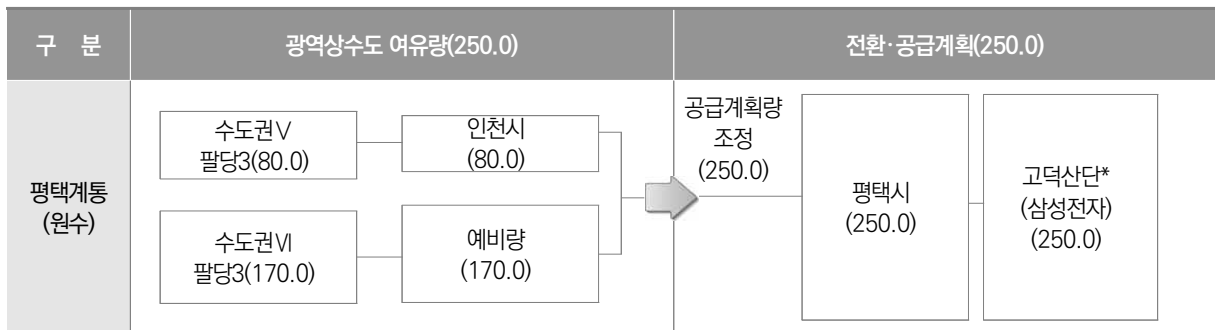 구 분
광역상수도 여유량(250.0)
전환·공급계획(250.0)
평택계통
(원수)
수도권Ⅴ
팔당3(80.0)
인천시
(80.0)
수도권Ⅵ
팔당3(170.0)
예비량
(170.0)
공급계획량
조정
(250.0)
평택시
(250.0)
고덕산단*
(삼성전자)
(250.0)